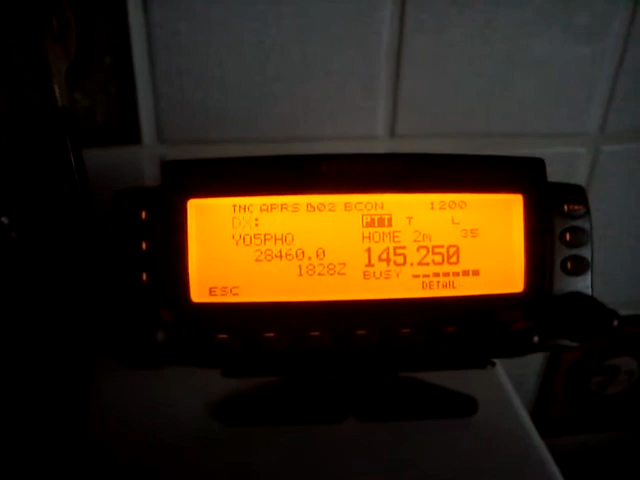 TNC APRS b02 BCON 1200
DX: PTT T L
YO5PHO HOME 2m 35
28460.0 145.250
1828Z BUSY
ESC DETAIL